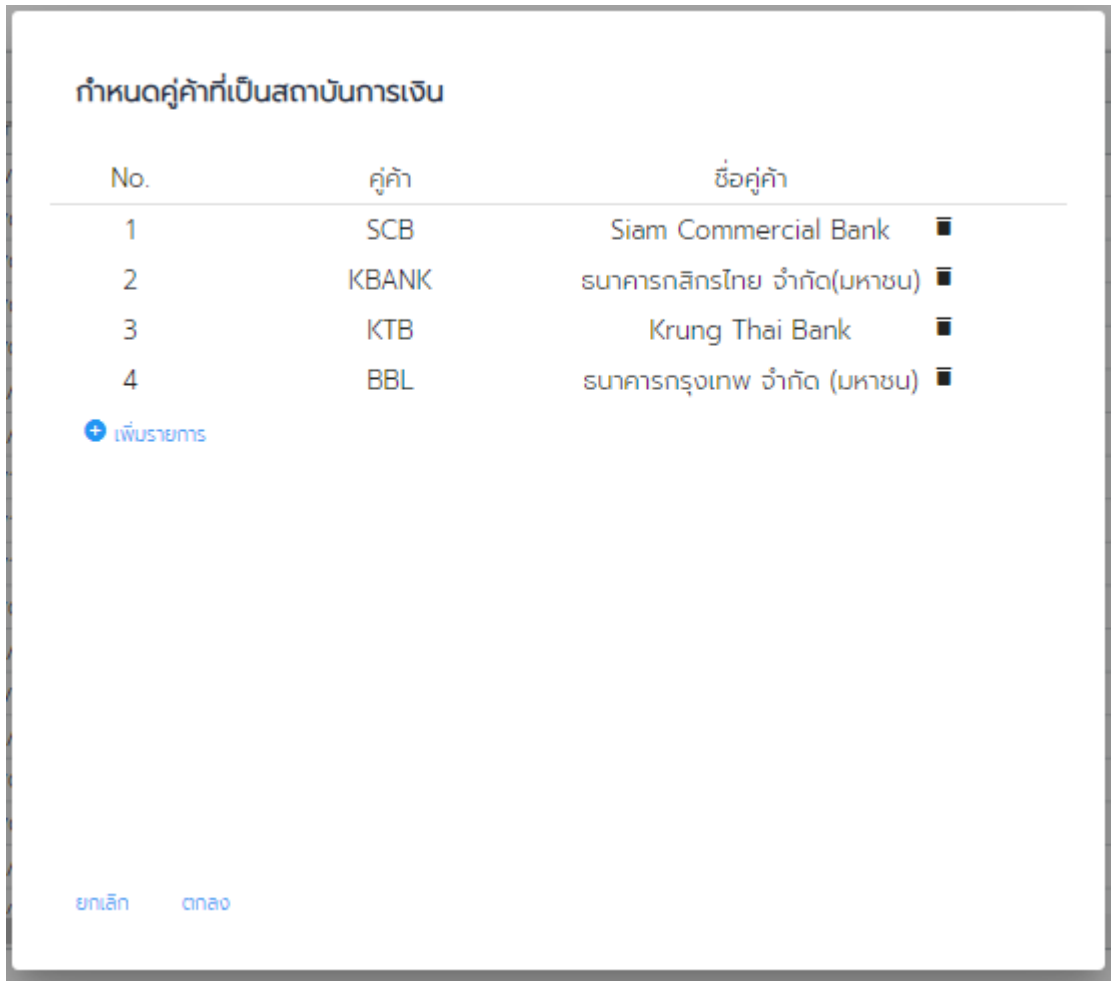 กำหนดคู่ค้าที่เป็นสถาบันการเงิน
No. คู่ค้า ชื่อคู่ค้า
1 SCB Siam Commercial Bank
2 KBANK ธนาคารกสิกรไทย จำกัด(มหาชน)
3 KTB Krung Thai Bank
4 BBL ธนาคารกรุงเทพ จำกัด (มหาชน)
เพิ่มรายการ
ยกเลิก ตกลง